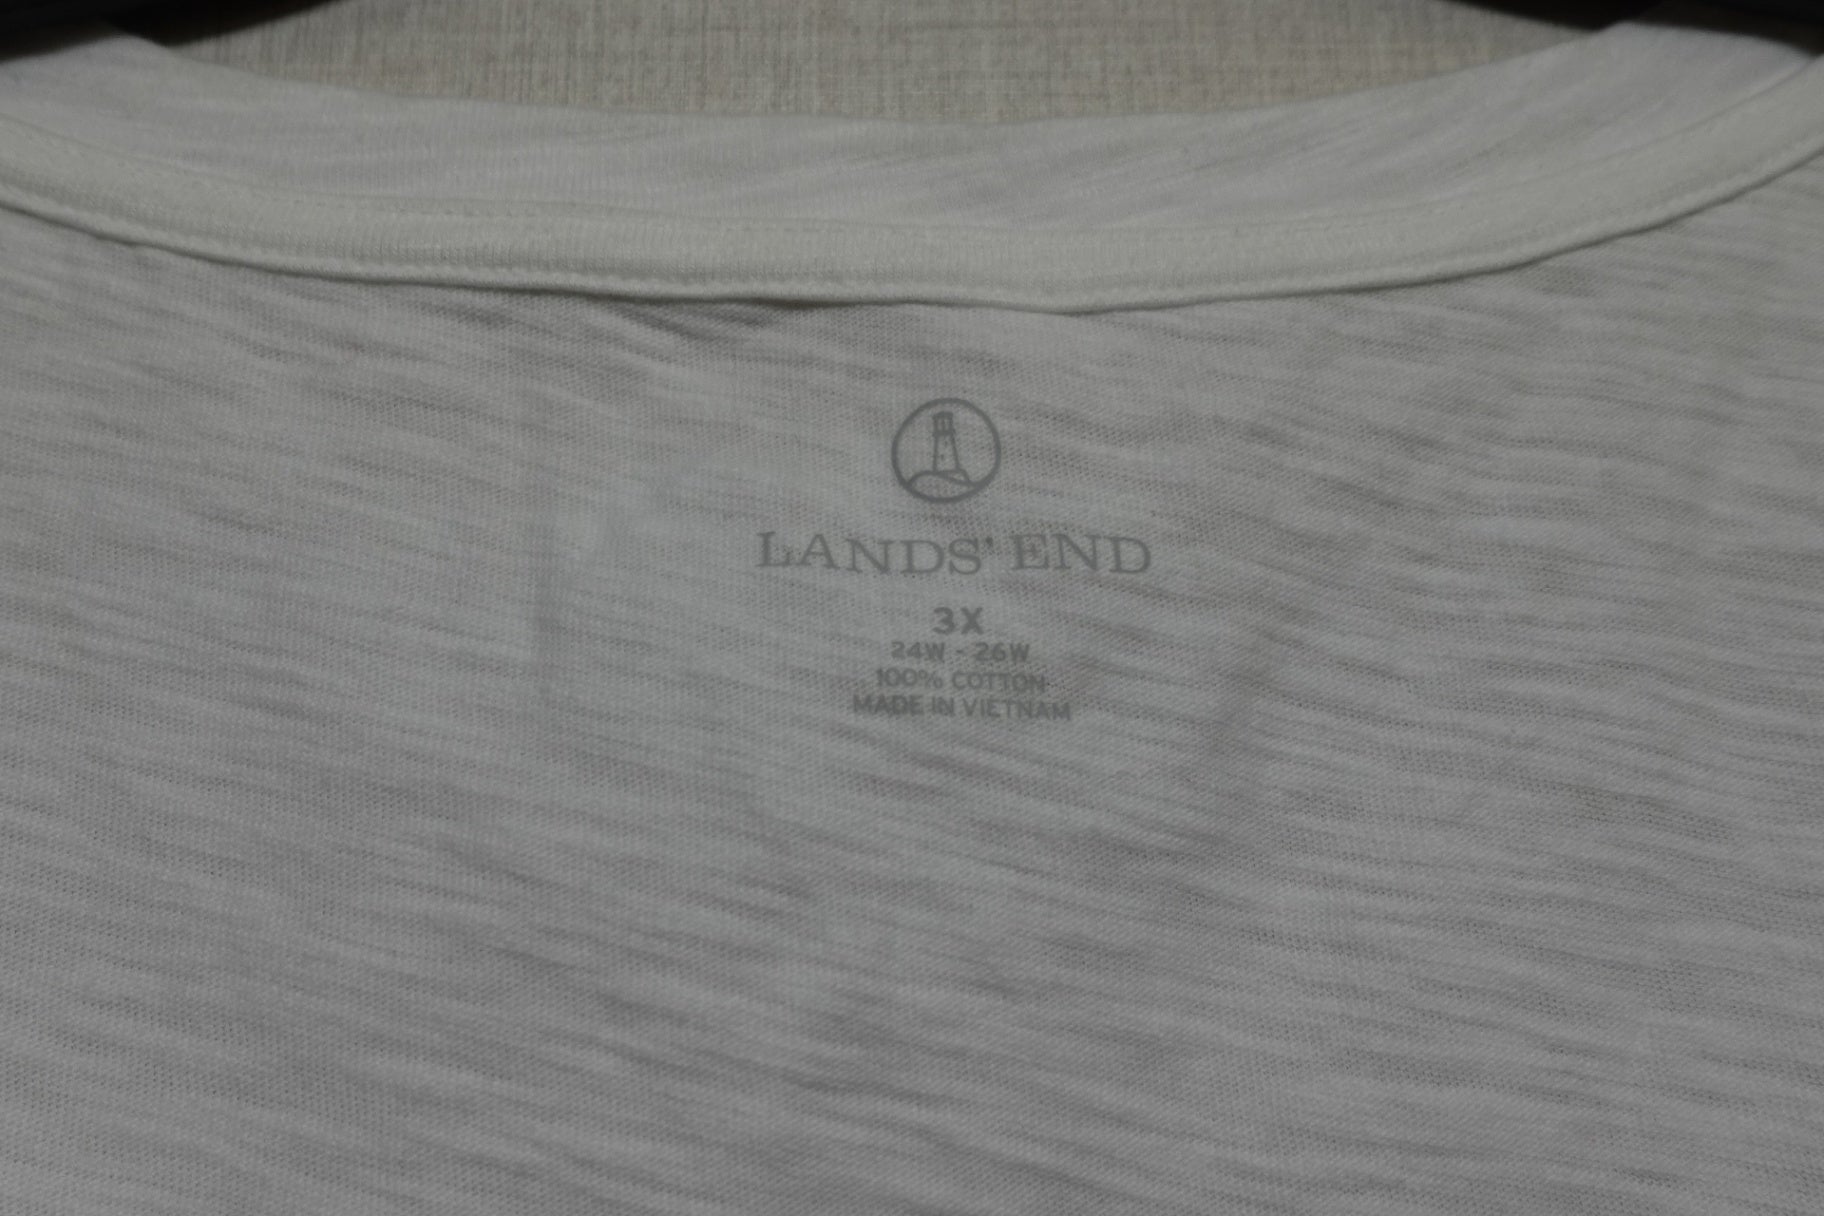 LANDS' END
3X
24W - 26W
100% COTTON
MADE IN VIETNAM